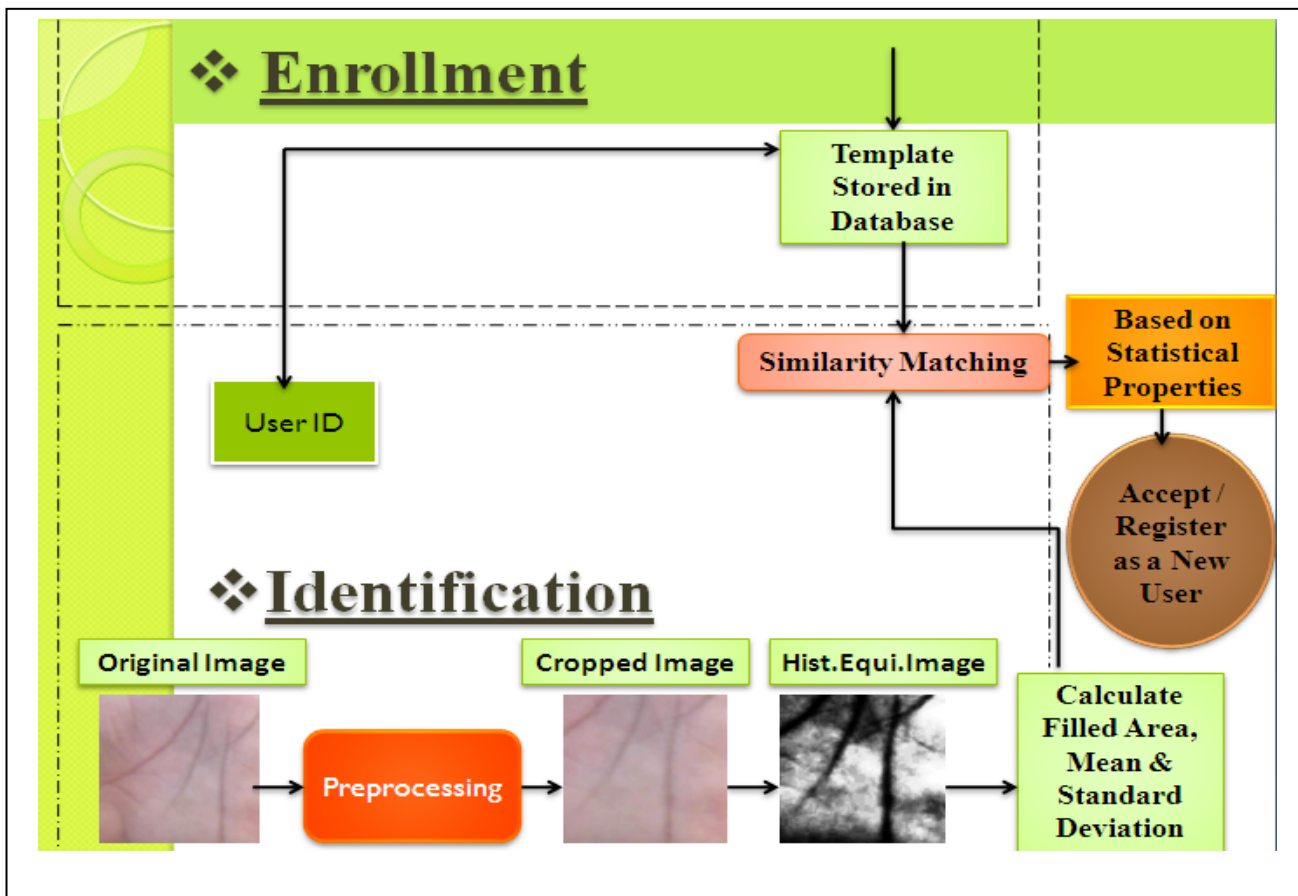 ❖ Enrollment
Template
Stored in
Database
Based on
Statistical
Properties
Similarity Matching
User ID
Accept /
Register
as a New
User
❖ Identification
Original Image
Preprocessing
Cropped Image
Hist.Equi.Image
Calculate
Filled Area,
Mean &
Standard
Deviation